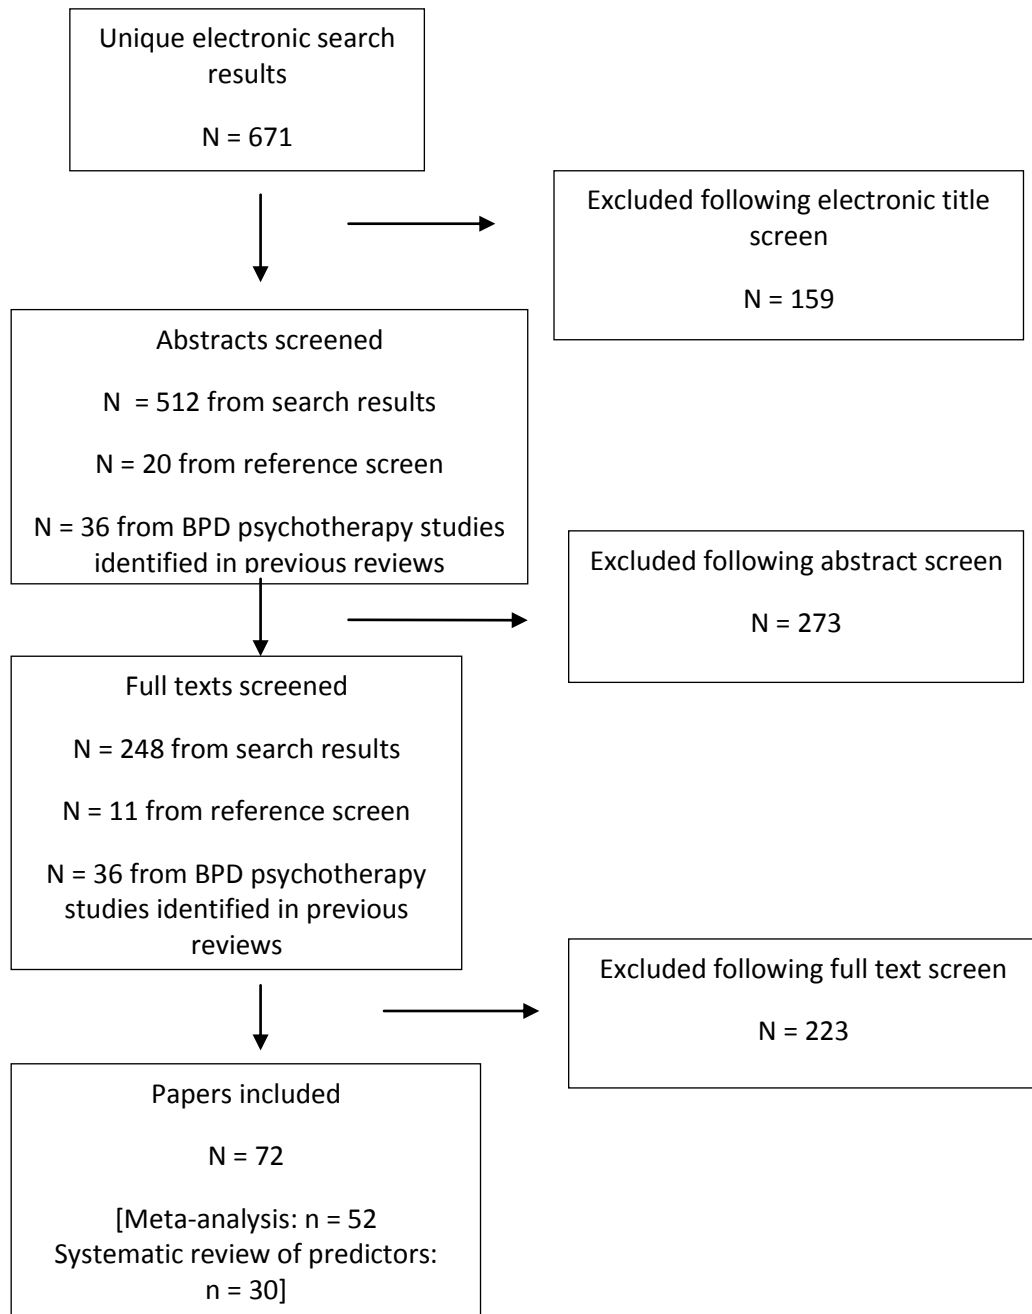 Unique electronic search
results
N = 671
Excluded following electronic title
screen
N = 159
Abstracts screened
N = 512 from search results
N = 20 from reference screen
N = 36 from BPD psychotherapy studies
identified in previous reviews
Excluded following abstract screen
N = 273
Full texts screened
N = 248 from search results
N = 11 from reference screen
N = 36 from BPD psychotherapy
studies identified in previous
reviews
Excluded following full text screen
N = 223
Papers included
N = 72
[Meta-analysis: n = 52
Systematic review of predictors:
n = 30]